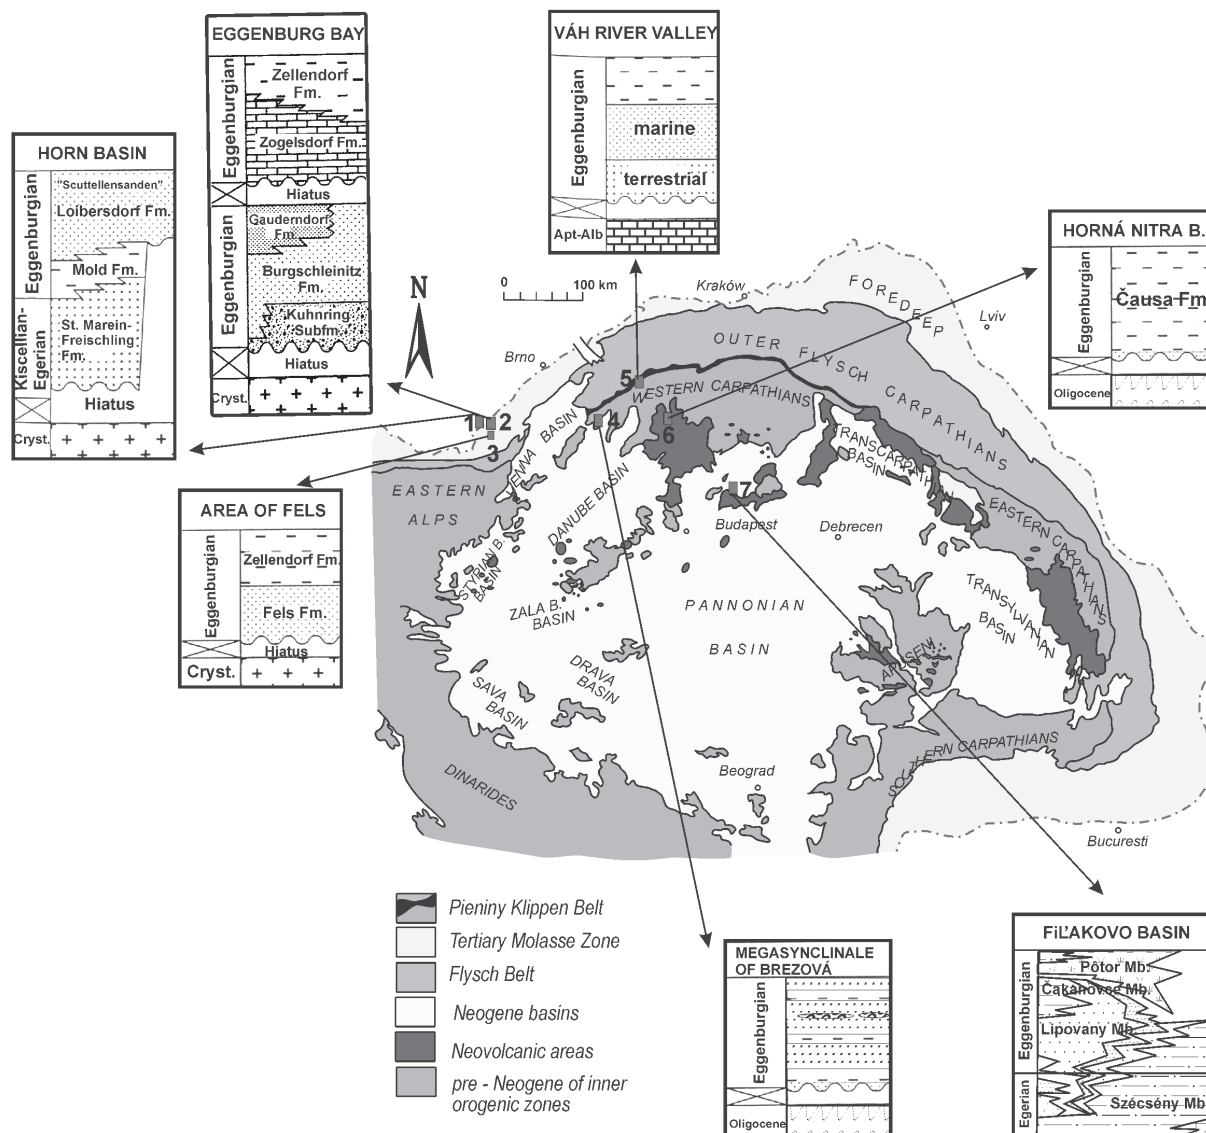 EGGENBURG BAY
Eggenburgian
Zellendorf
Fm.
Zogelsdorf Fm.
Hiatus
Eggenburgian
Gauderndorf
Fm.
Burgschleinitz
Fm.
Kuhnring
Subfm.
Hiatus
Cryst.
VÁH RIVER VALLEY
Eggenburgian
marine
terrestrial
Apt-Alb
HORN BASIN
Eggenburgian
"Scuttellensanden"
Loibersdorf Fm.
Mold Fm.
Kiscellian-
Egerian
St. Marein-
Freischling
Fm.
Hiatus
Cryst.
HORNÁ NITRA B.
Eggenburgian
Čausa Fm
Oligocene
AREA OF FELS
Eggenburgian
Zellendorf Fm.
Fels Fm.
Hiatus
Cryst.
N
0 100 km
Kraków
Lviv
Brno
FOREDEEP
OUTER FLYSCH CARPATHIANS
WESTERN CARPATHIANS
1
2
3
4
5
6
7
EASTERN
ALPS
VIENNA BASIN
DANUBE BASIN
TRANSCARPATHIAN
BASIN
EASTERN CARPATHIANS
Budapest
Debrecen
STYRIAN B.
BASIN
ZALA B.
BASIN
PANNONIAN
BASIN
TRANSYLVANIAN
BASIN
APUSENI
DRAVA
BASIN
SAVA
BASIN
SOUTHERN CARPATHIANS
DINARIDES
Beograd
Bucuresti
Pieniny Klippen Belt
Tertiary Molasse Zone
Flysch Belt
Neogene basins
Neovolcanic areas
pre - Neogene of inner
orogenic zones
MEGASYNCLINALE
OF BREZOVÁ
Eggenburgian
Oligocene
FiĽAKOVO BASIN
Eggenburgian
Pôtor Mb.
Čakanovce Mb.
Lipovany Mb.
Egerian
Szécsény Mb